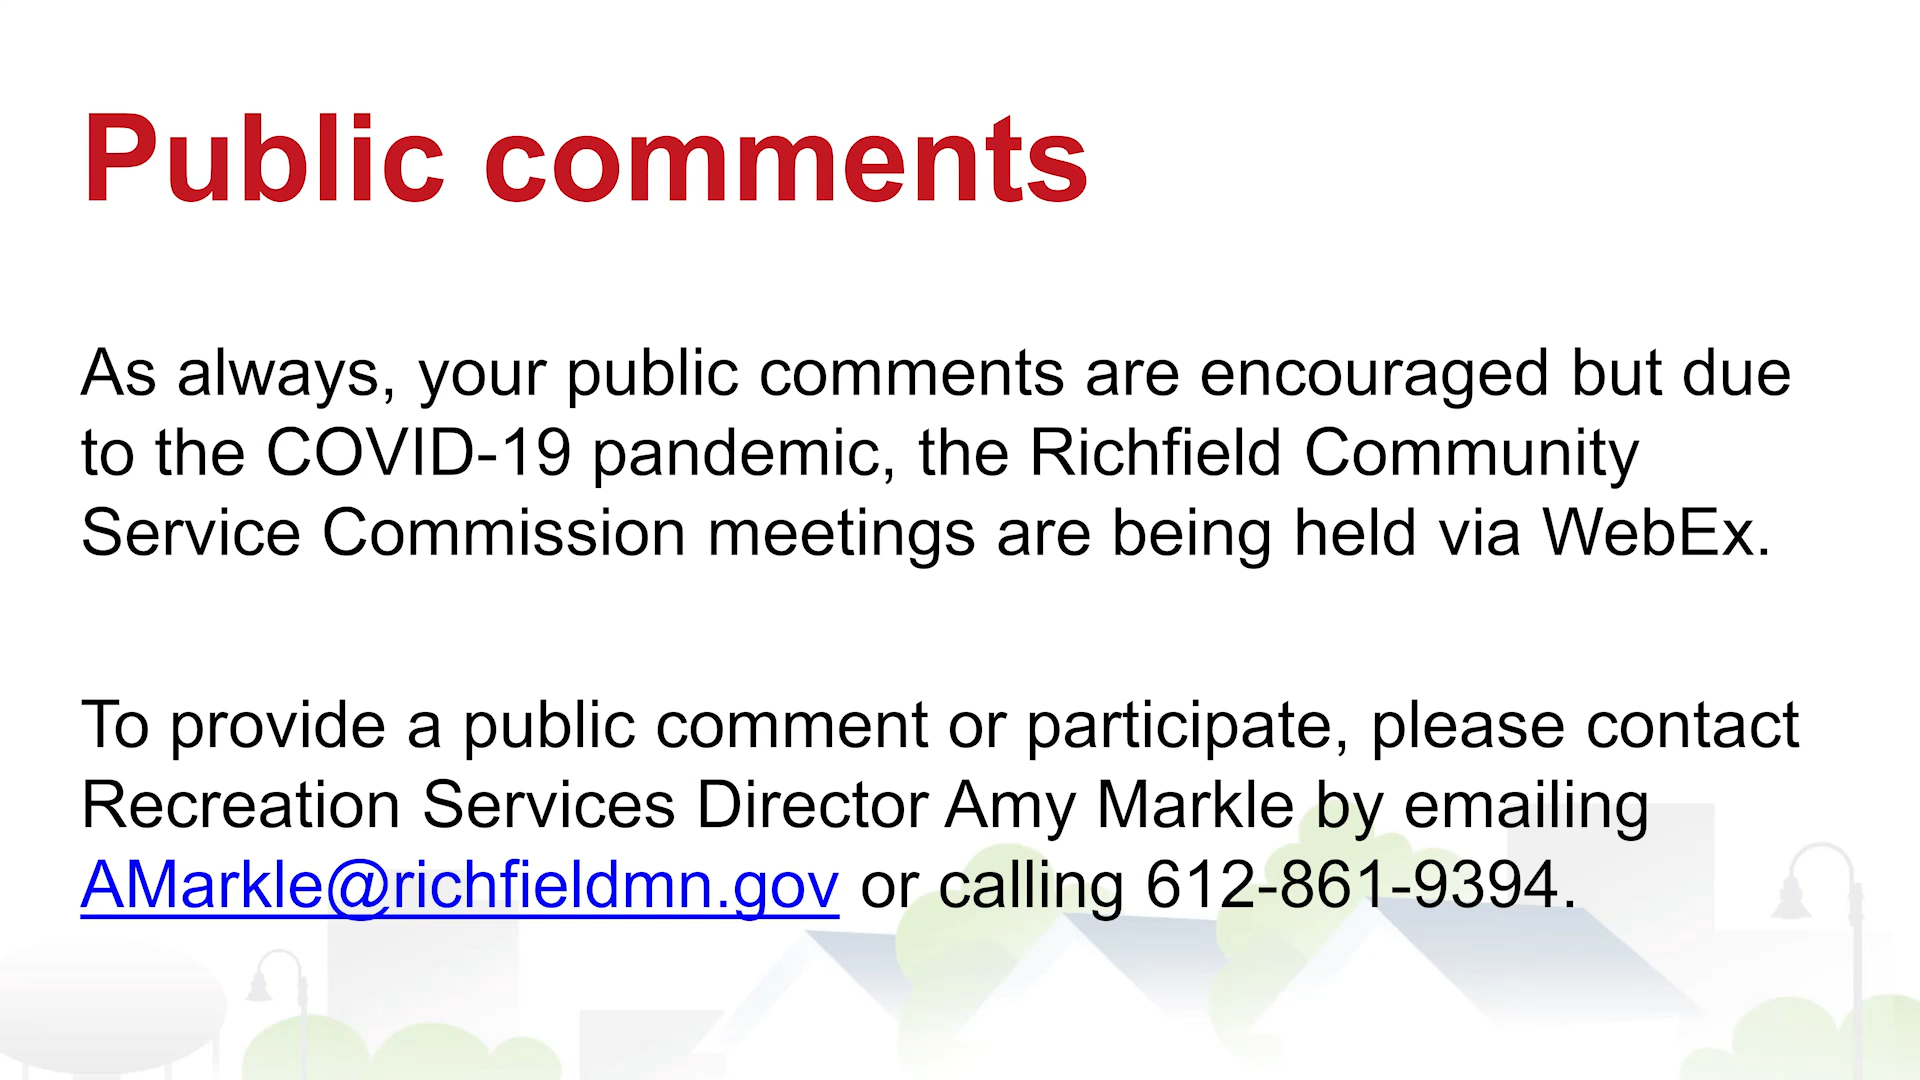 Public comments
As always, your public comments are encouraged but due
to the COVID-19 pandemic, the Richfield Community
Service Commission meetings are being held via WebEx.
To provide a public comment or participate, please contact
Recreation Services Director Amy Markle by emailing
AMarkle@richfieldmn.gov or calling 612-861-9394.